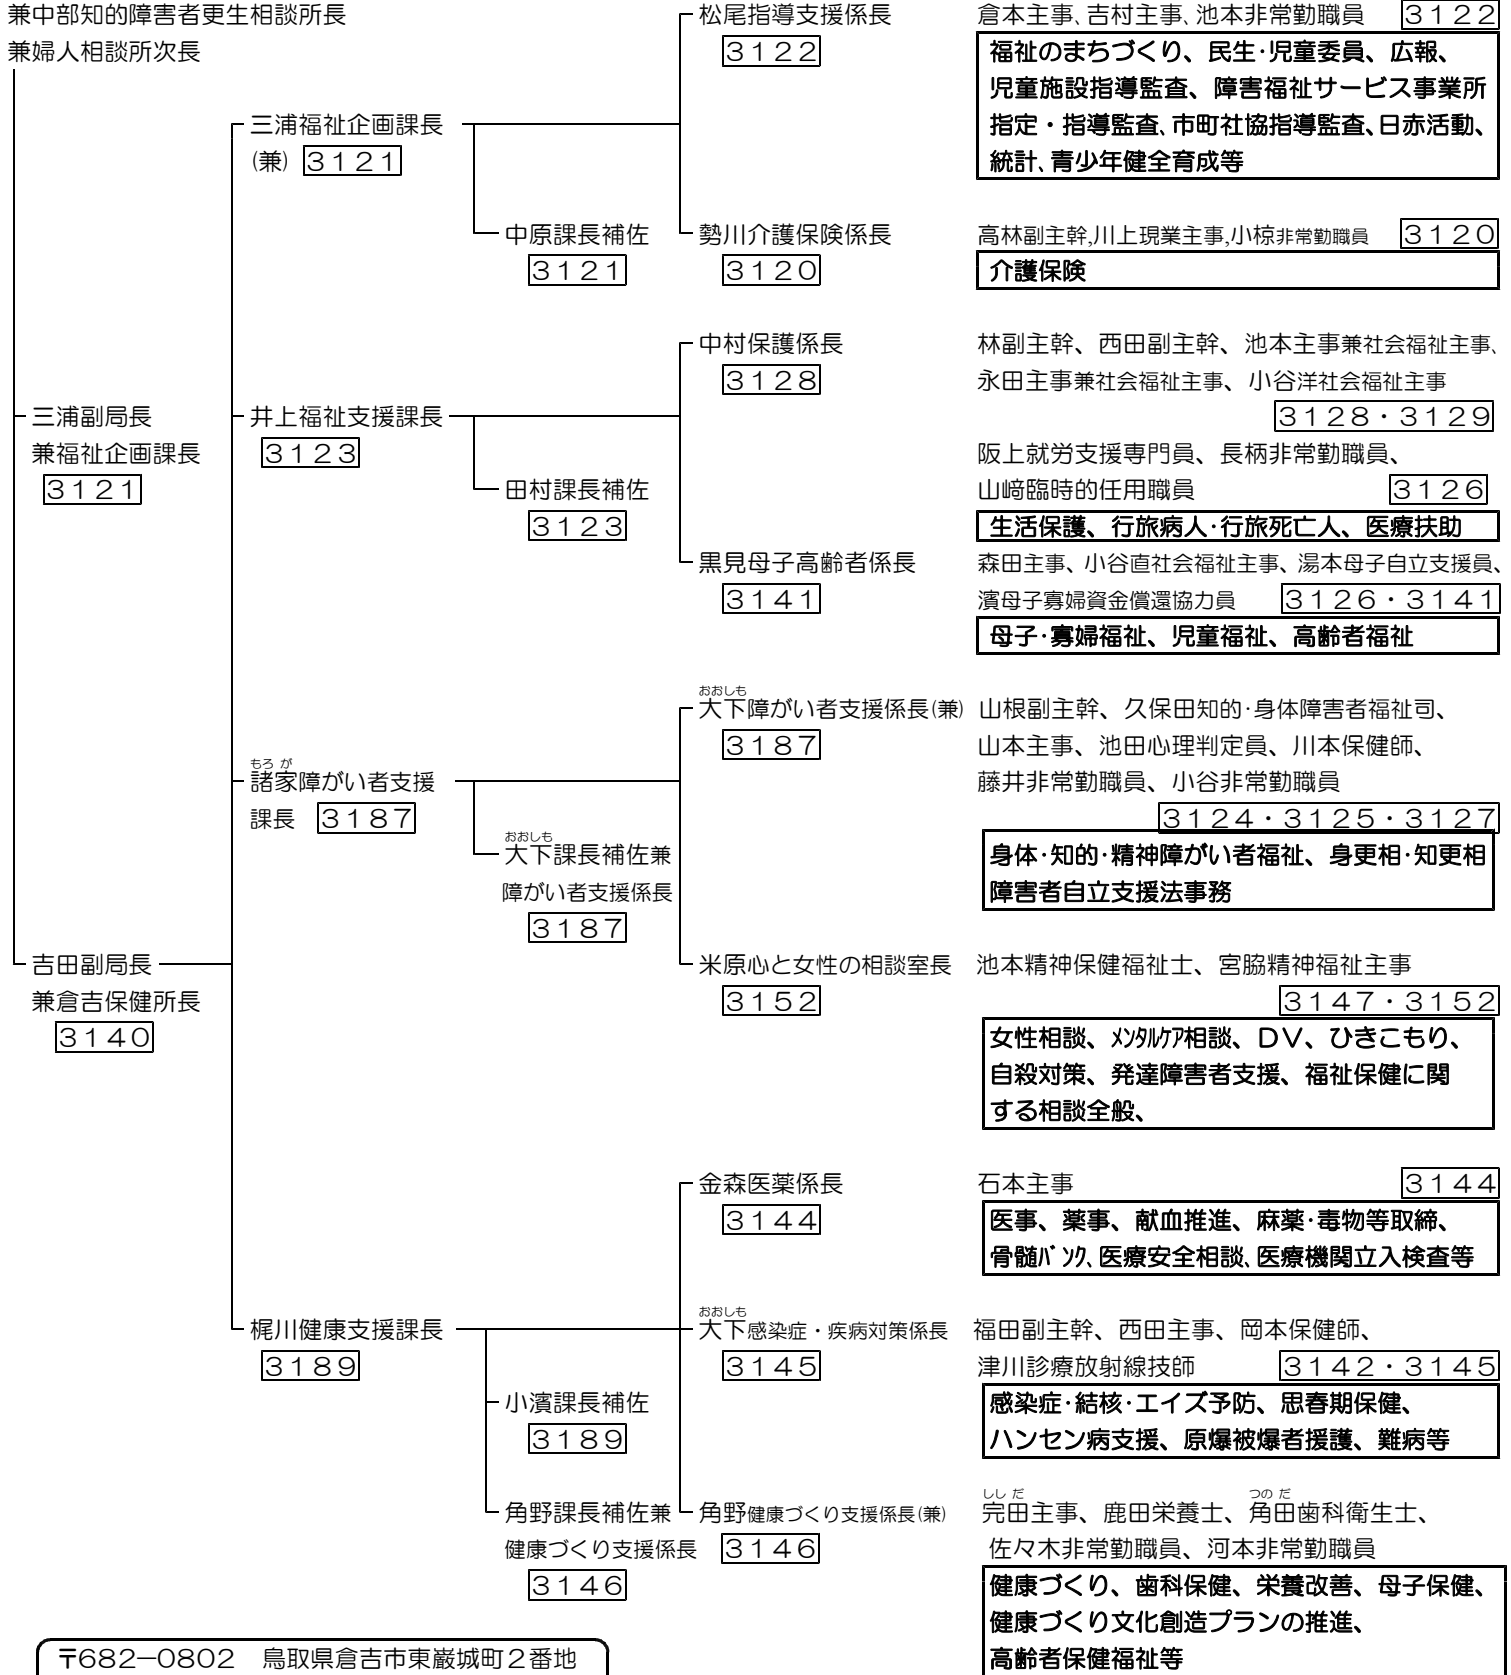 兼中部知的障害者更生相談所長
兼婦人相談所次長
三浦副局長
兼福祉企画課長
3121
吉田副局長
兼倉吉保健所長
3140
三浦福祉企画課長
(兼) 3121
中原課長補佐
3121
松尾指導支援係長
3122
倉本主事、吉村主事、池本非常勤職員 3122
福祉のまちづくり、民生・児童委員、広報、
児童施設指導監査、障害福祉サービス事業所
指定・指導監査、市町社協指導監査、日赤活動、
統計、青少年健全育成等
勢川介護保険係長
3120
高林副主幹,川上現業主事,小椋非常勤職員 3120
介護保険
井上福祉支援課長
3123
田村課長補佐
3123
中村保護係長
3128
林副主幹、西田副主幹、池本主事兼社会福祉主事、
永田主事兼社会福祉主事、小谷洋社会福祉主事
3128・3129
阪上就労支援専門員、長柄非常勤職員、
山﨑臨時的任用職員 3126
生活保護、行旅病人・行旅死亡人、医療扶助
黒見母子高齢者係長
3141
森田主事、小谷直社会福祉主事、湯本母子自立支援員、
濱母子寡婦資金償還協力員 3126・3141
母子・寡婦福祉、児童福祉、高齢者福祉
もろ が
諸家障がい者支援
課長 3187
おおしも
大下課長補佐兼
障がい者支援係長
3187
おおしも
大下障がい者支援係長(兼)
3187
山根副主幹、久保田知的・身体障害者福祉司、
山本主事、池田心理判定員、川本保健師、
藤井非常勤職員、小谷非常勤職員
3124・3125・3127
身体・知的・精神障がい者福祉、身更相・知更相
障害者自立支援法事務
米原心と女性の相談室長
3152
池本精神保健福祉士、宮脇精神福祉主事
3147・3152
女性相談、ﾒﾝﾀﾙｹｱ相談、ＤＶ、ひきこもり、
自殺対策、発達障害者支援、福祉保健に関
する相談全般、
梶川健康支援課長
3189
小濱課長補佐
3189
角野課長補佐兼
健康づくり支援係長
3146
金森医薬係長
3144
石本主事 3144
医事、薬事、献血推進、麻薬・毒物等取締、
骨髄ﾊﾞﾝｸ、医療安全相談、医療機関立入検査等
おおしも
大下感染症・疾病対策係長
3145
福田副主幹、西田主事、岡本保健師、
津川診療放射線技師 3142・3145
感染症・結核・エイズ予防、思春期保健、
ハンセン病支援、原爆被爆者援護、難病等
角野健康づくり支援係長(兼)
3146
しし だ つの だ
宍田主事、鹿田栄養士、角田歯科衛生士、
佐々木非常勤職員、河本非常勤職員
健康づくり、歯科保健、栄養改善、母子保健、
健康づくり文化創造プランの推進、
高齢者保健福祉等
〒682－0802 鳥取県倉吉市東巌城町２番地